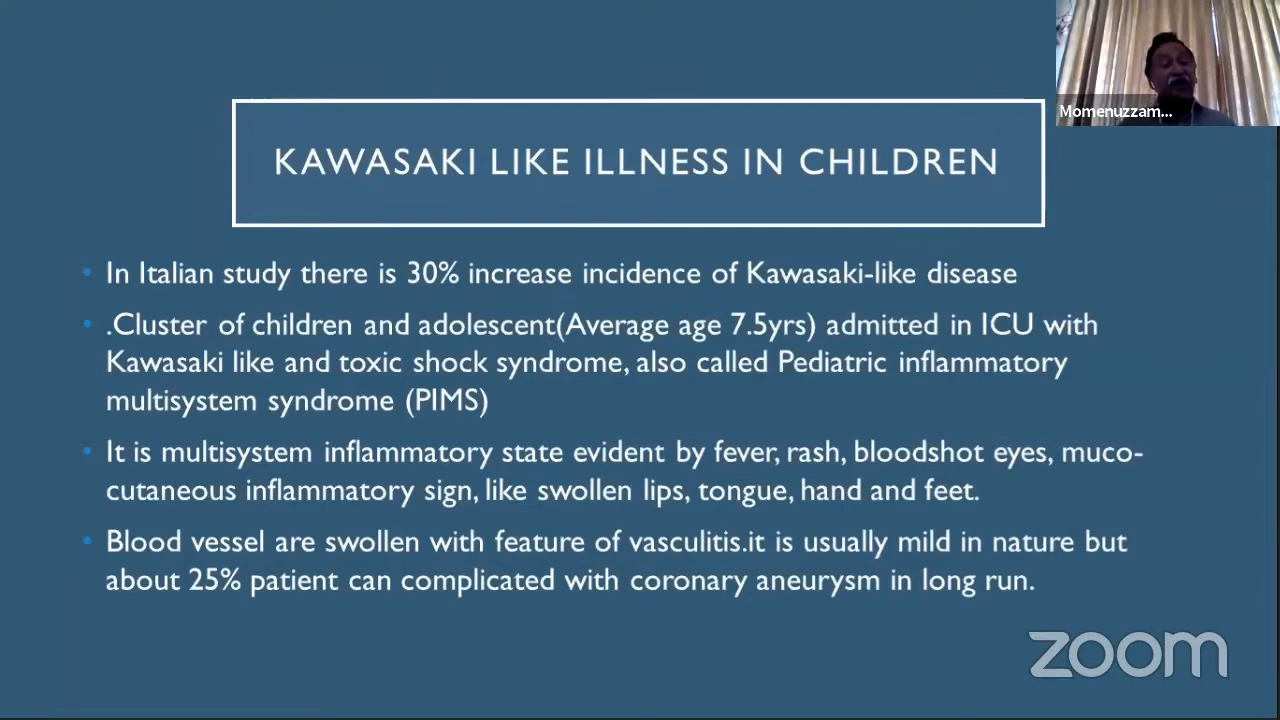 Momenuzzam...
KAWASAKI LIKE ILLNESS IN CHILDREN
• In Italian study there is 30% increase incidence of Kawasaki-like disease
• .Cluster of children and adolescent(Average age 7.5yrs) admitted in ICU with
Kawasaki like and toxic shock syndrome, also called Pediatric inflammatory
multisystem syndrome (PIMS)
• It is multisystem inflammatory state evident by fever, rash, bloodshot eyes, muco-
cutaneous inflammatory sign, like swollen lips, tongue, hand and feet.
• Blood vessel are swollen with feature of vasculitis.it is usually mild in nature but
about 25% patient can complicated with coronary aneurysm in long run.
zoom